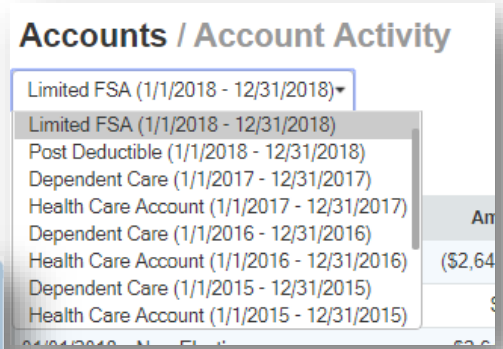 Accounts / Account Activity
Limited FSA (1/1/2018 - 12/31/2018)
Limited FSA (1/1/2018 - 12/31/2018)
Post Deductible (1/1/2018 - 12/31/2018)
Dependent Care (1/1/2017 - 12/31/2017)
Health Care Account (1/1/2017 - 12/31/2017)
Am
Dependent Care (1/1/2016 - 12/31/2016)
Health Care Account (1/1/2016 - 12/31/2016)
($2,64
Dependent Care (1/1/2015 - 12/31/2015)
Health Care Account (1/1/2015 - 12/31/2015)